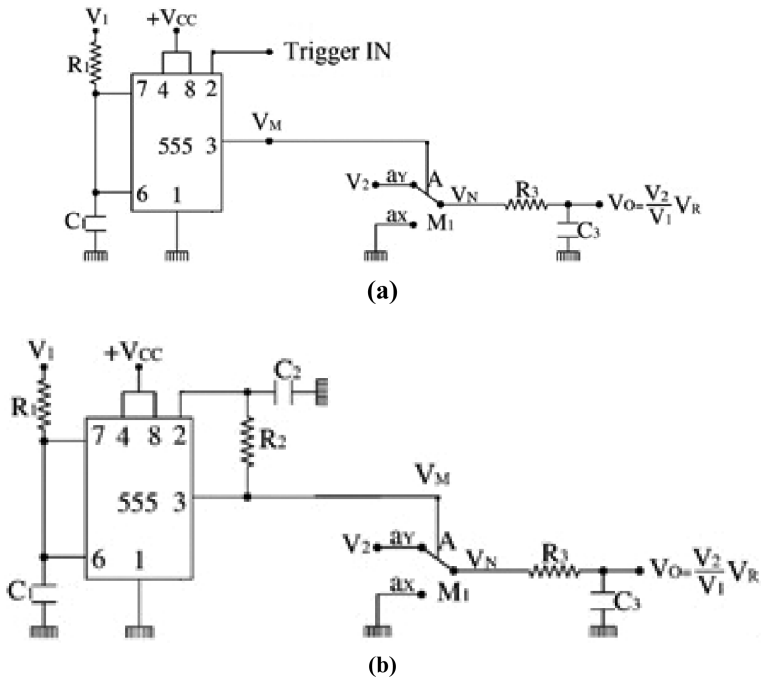 V1 +VCC
R1 Trigger IN
7 4 8 2
555 3 VM
6 1
C1
V2 aY A VN R3 VO=V2/V1 VR
aX M1 C3
(a)
V1 +VCC C2
R1
7 4 8 2 R2
555 3 VM
6 1
C1
V2 aY A VN R3 VO=V2/V1 VR
aX M1 C3
(b)